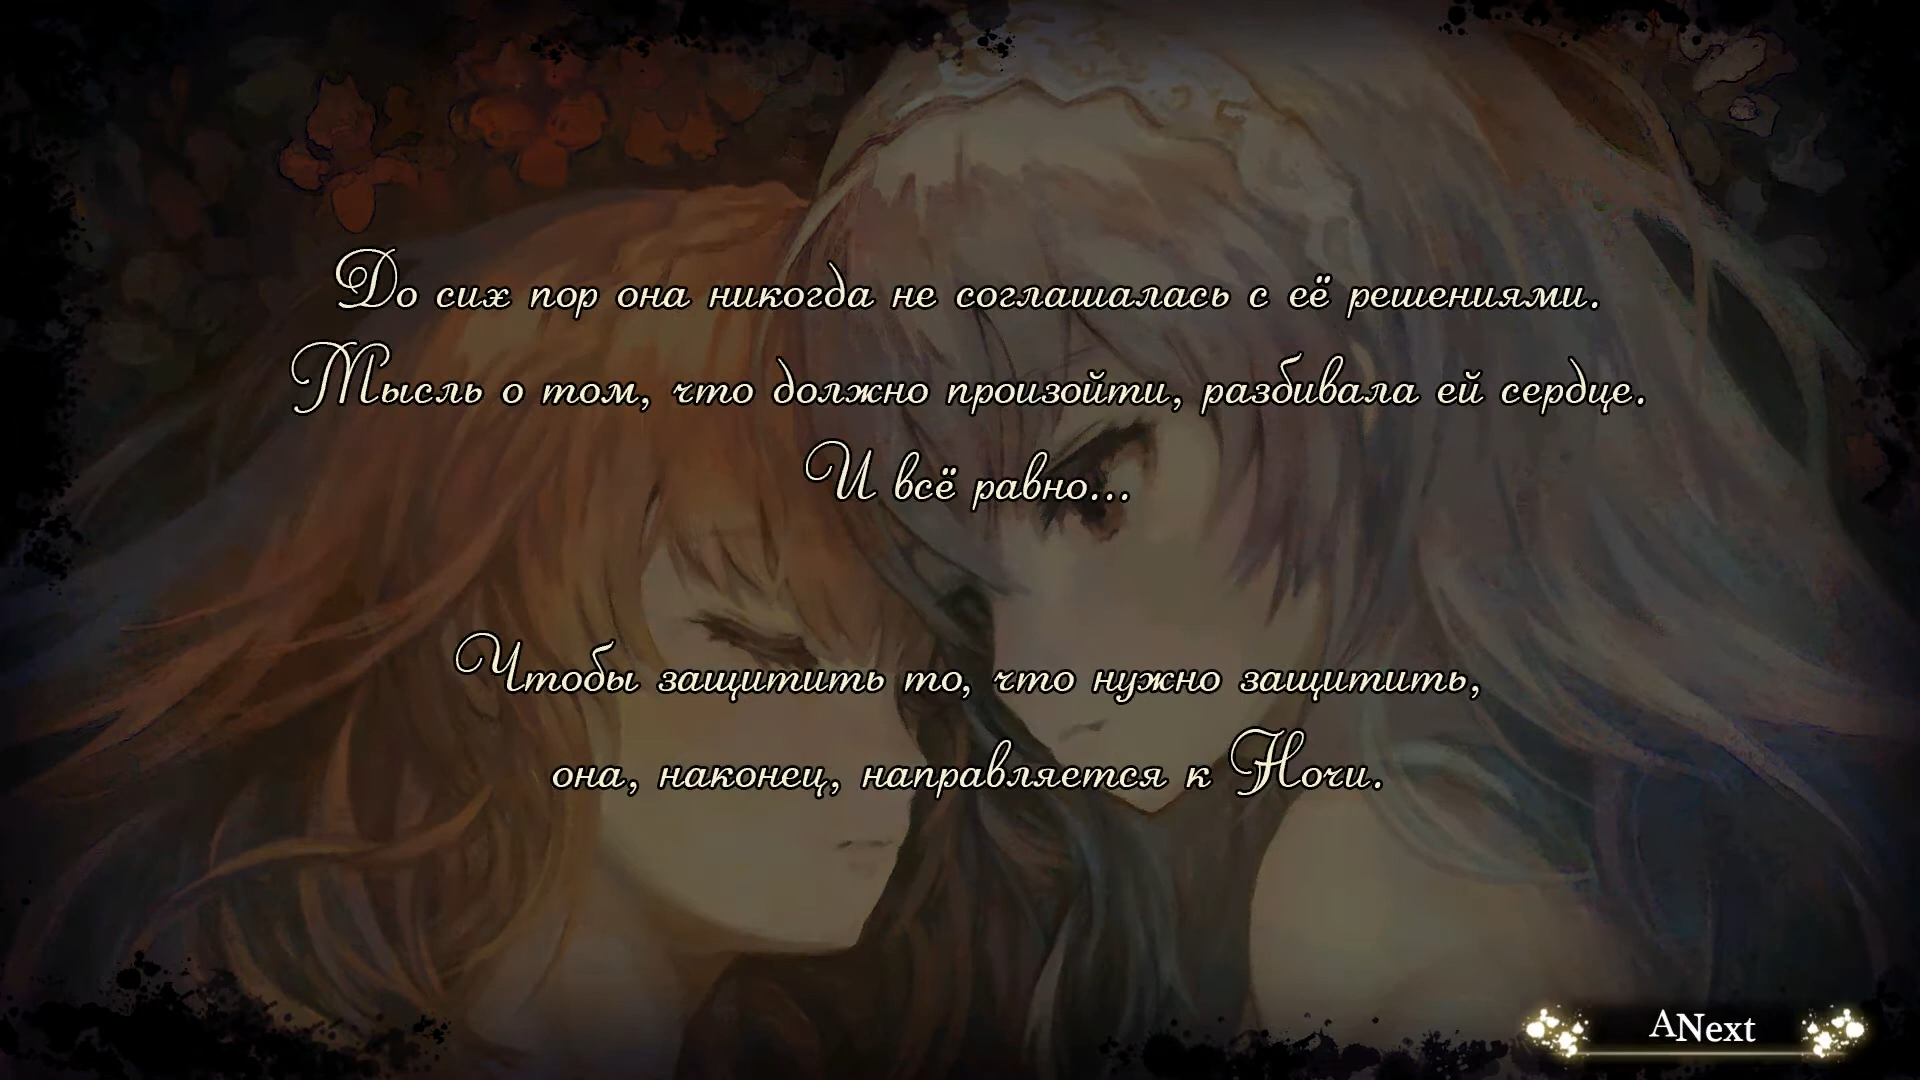 До сих пор она никогда не соглашалась с её решениями.
Мысль о том, что должно произойти, разбивала ей сердце.
И всё равно...
Чтобы защитить то, что нужно защитить,
она, наконец, направляется к Ночи.
ANext